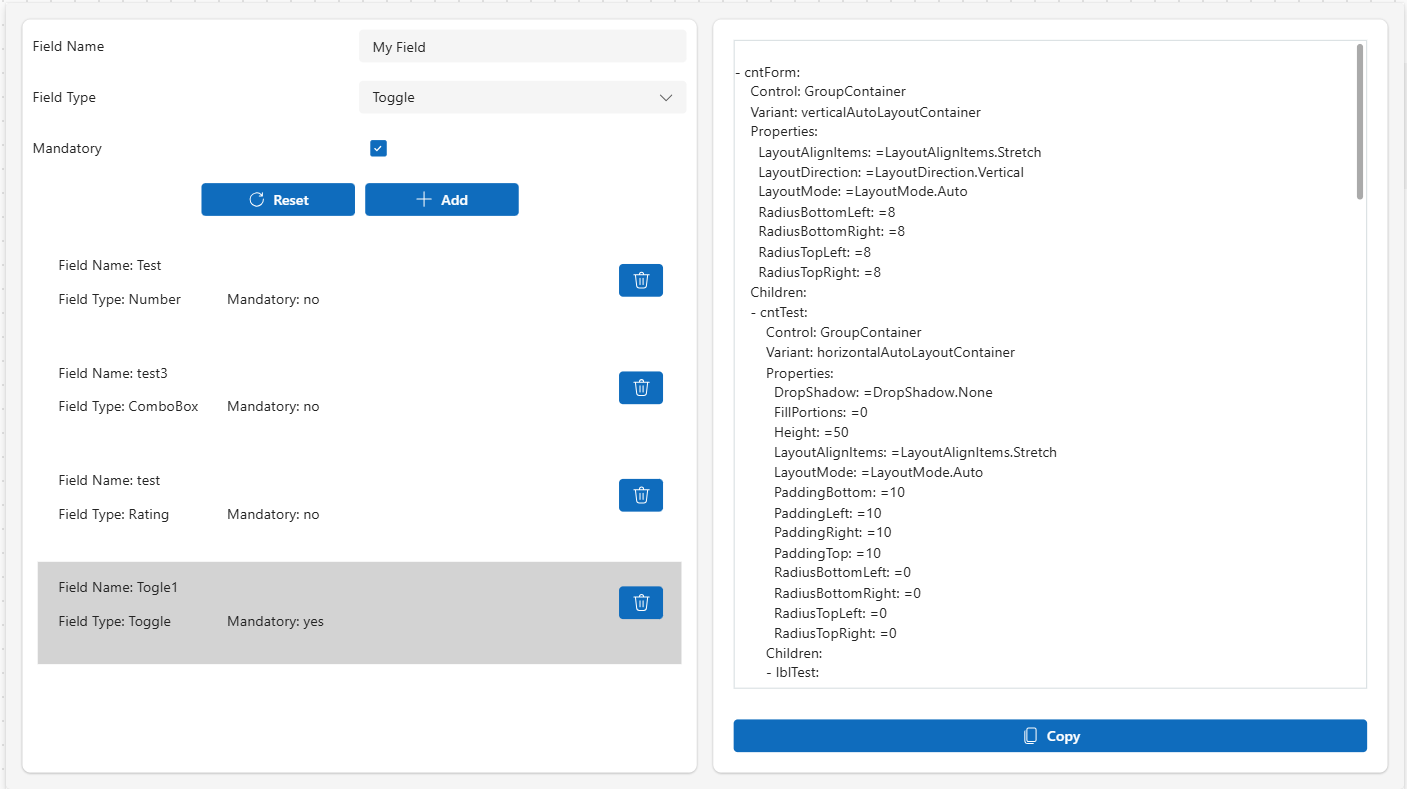 Field Name
My Field
Field Type
Toggle
Mandatory
Reset
Add
Field Name: Test
Field Type: Number Mandatory: no
Field Name: test3
Field Type: ComboBox Mandatory: no
Field Name: test
Field Type: Rating Mandatory: no
Field Name: Togle1
Field Type: Toggle Mandatory: yes
- cntForm:
Control: GroupContainer
Variant: verticalAutoLayoutContainer
Properties:
LayoutAlignItems: =LayoutAlignItems.Stretch
LayoutDirection: =LayoutDirection.Vertical
LayoutMode: =LayoutMode.Auto
RadiusBottomLeft: =8
RadiusBottomRight: =8
RadiusTopLeft: =8
RadiusTopRight: =8
Children:
- cntTest:
Control: GroupContainer
Variant: horizontalAutoLayoutContainer
Properties:
DropShadow: =DropShadow.None
FillPortions: =0
Height: =50
LayoutAlignItems: =LayoutAlignItems.Stretch
LayoutMode: =LayoutMode.Auto
PaddingBottom: =10
PaddingLeft: =10
PaddingRight: =10
PaddingTop: =10
RadiusBottomLeft: =0
RadiusBottomRight: =0
RadiusTopLeft: =0
RadiusTopRight: =0
Children:
- lblTest:
Copy